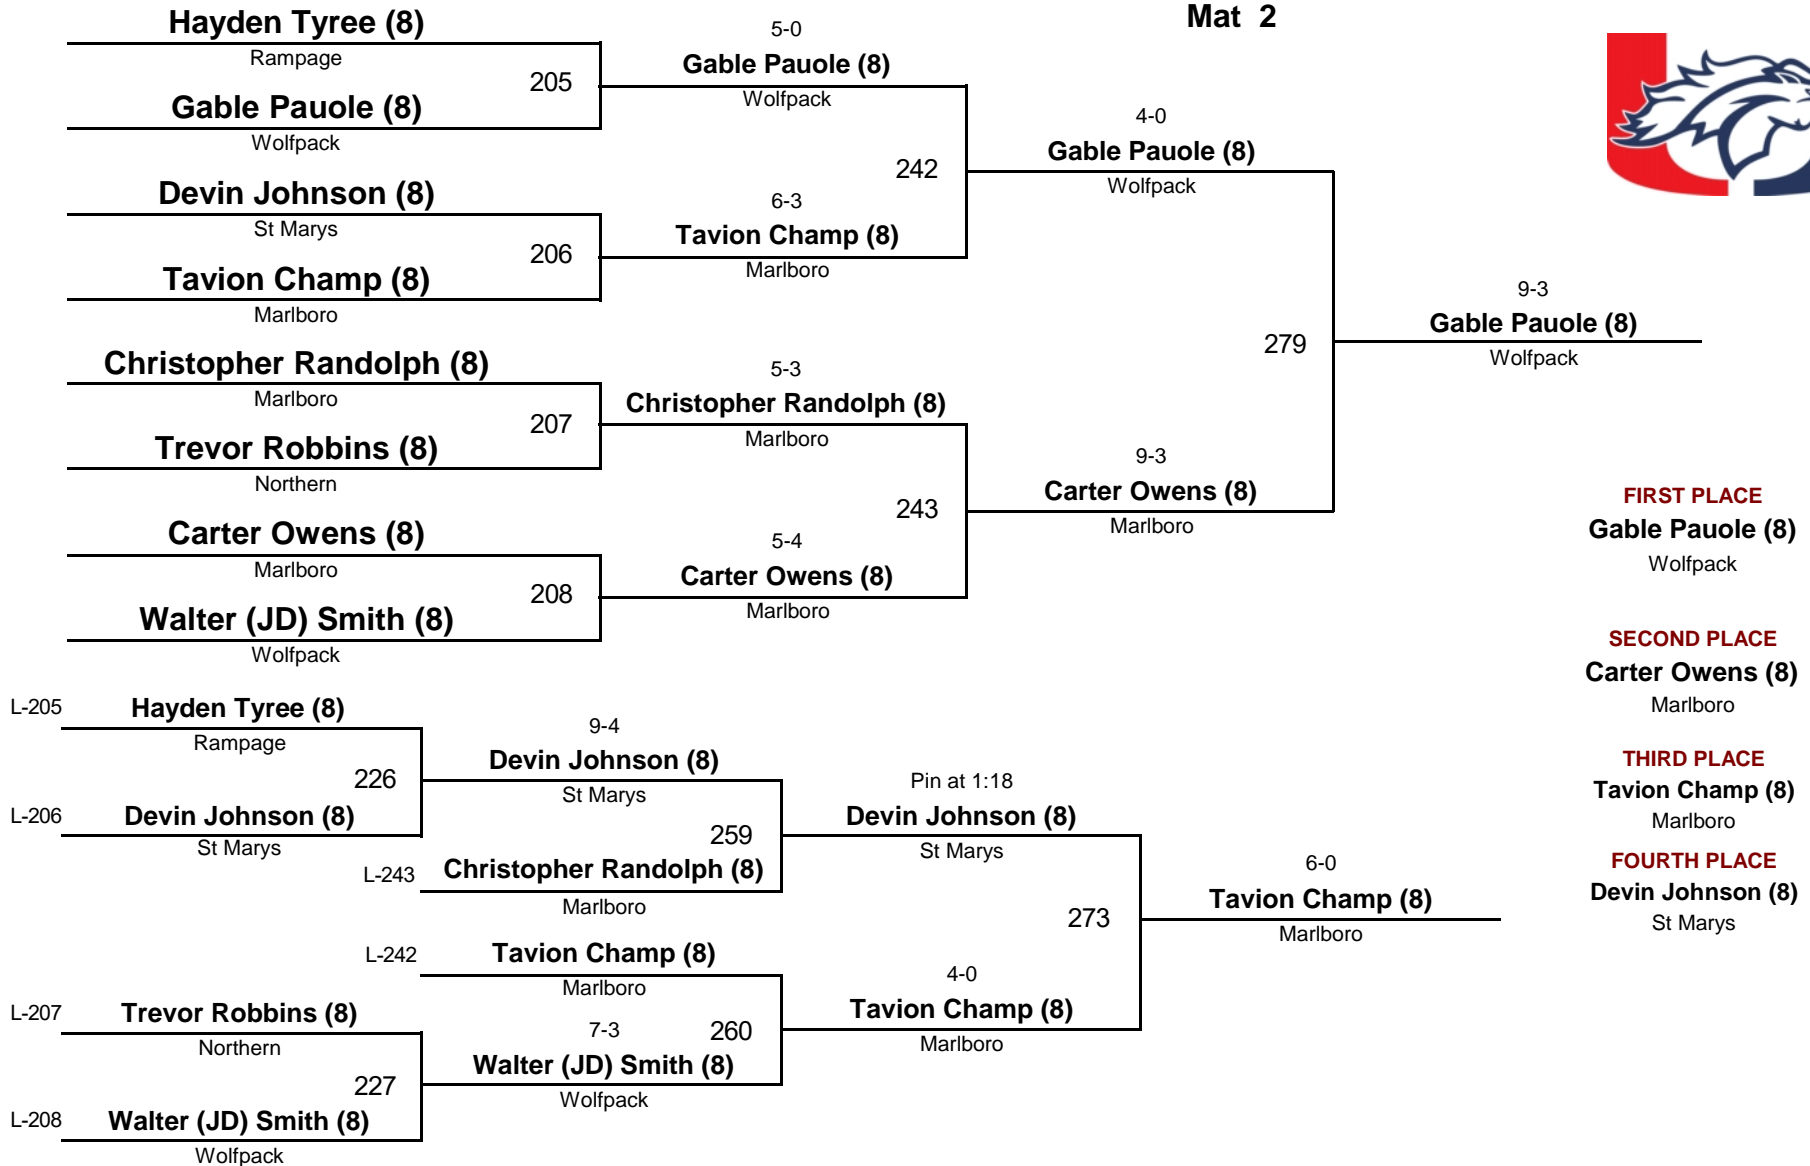 Mat 2
Hayden Tyree (8)
Rampage
205
Gable Pauole (8)
Wolfpack
5-0
Gable Pauole (8)
Wolfpack
Devin Johnson (8)
St Marys
206
Tavion Champ (8)
Marlboro
6-3
Tavion Champ (8)
Marlboro
242
4-0
Gable Pauole (8)
Wolfpack
Christopher Randolph (8)
Marlboro
207
Trevor Robbins (8)
Northern
5-3
Christopher Randolph (8)
Marlboro
Carter Owens (8)
Marlboro
208
Walter (JD) Smith (8)
Wolfpack
5-4
Carter Owens (8)
Marlboro
243
9-3
Carter Owens (8)
Marlboro
279
9-3
Gable Pauole (8)
Wolfpack
L-205
Hayden Tyree (8)
Rampage
226
L-206
Devin Johnson (8)
St Marys
9-4
Devin Johnson (8)
St Marys
259
L-243
Christopher Randolph (8)
Marlboro
Pin at 1:18
Devin Johnson (8)
St Marys
L-242
Tavion Champ (8)
Marlboro
L-207
Trevor Robbins (8)
Northern
227
L-208
Walter (JD) Smith (8)
Wolfpack
7-3
Walter (JD) Smith (8)
Wolfpack
260
4-0
Tavion Champ (8)
Marlboro
273
6-0
Tavion Champ (8)
Marlboro
FIRST PLACE
Gable Pauole (8)
Wolfpack
SECOND PLACE
Carter Owens (8)
Marlboro
THIRD PLACE
Tavion Champ (8)
Marlboro
FOURTH PLACE
Devin Johnson (8)
St Marys